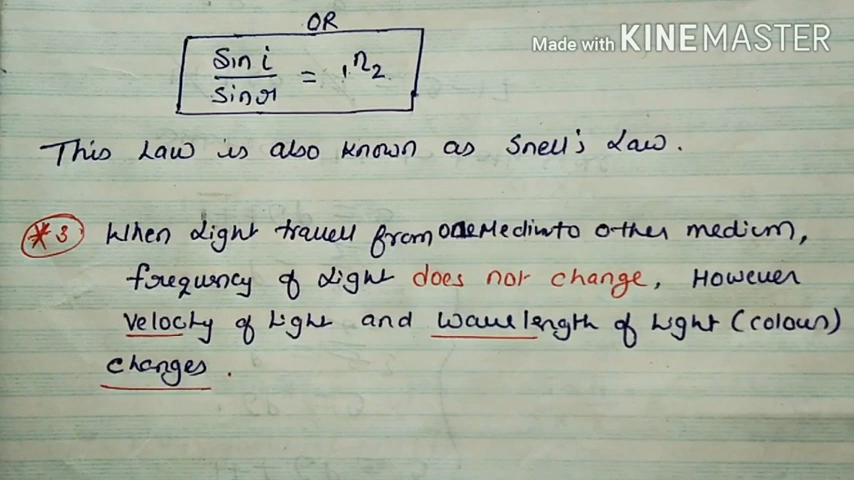 OR
Made with KINEMASTER
Sin i / Sin r = ₁n₂
This Law is also known as Snell's Law.
*3 When Light travell from one Medium to other medium,
frequency of Light does not change, However
velocity of Light and wavelength of Light (colour)
changes.